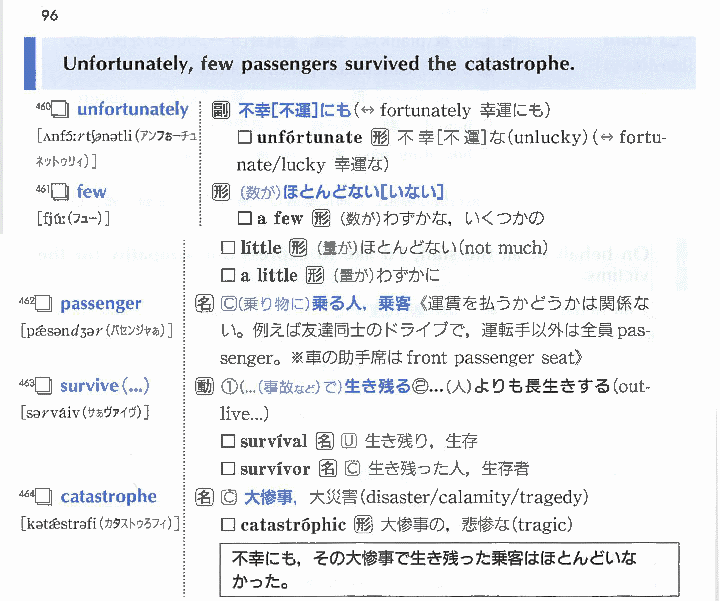 96
Unfortunately, few passengers survived the catastrophe.
460□ unfortunately 副 不幸[不運]にも(↔ fortunately 幸運にも)
[ʌnfɔ́ːrtʃənətli (アンフォーチュ □ unfórtunate 形 不幸[不運]な(unlucky) (↔ fortu-
ネットゥリィ)] nate/lucky 幸運な)
461□ few 形 (数が)ほとんどない[いない]
[fjúː(フュー)] □ a few 形 (数が)わずかな，いくつかの
□ little 形 (量が)ほとんどない(not much)
□ a little 形 (量が)わずかに
462□ passenger 名 Ⓒ(乗り物に)乗る人，乗客《運賃を払うかどうかは関係な
[pǽsəndʒər (パセンジャぁ)] い。例えば友達同士のドライブで，運転手以外は全員 pas-
senger。※車の助手席は front passenger seat》
463□ survive (...) 動 ①(...(事故など)で)生き残る②...(人)よりも長生きする(out-
[sərváiv (サぁヴァイヴ)] live...)
□ survíval 名 Ⓤ 生き残り，生存
□ survívor 名 Ⓒ 生き残った人，生存者
464□ catastrophe 名 Ⓒ 大惨事，大災害(disaster/calamity/tragedy)
[kətǽstrəfi (カタストゥろフィ)] □ catastróphic 形 大惨事の，悲惨な(tragic)
不幸にも，その大惨事で生き残った乗客はほとんどいな
かった。